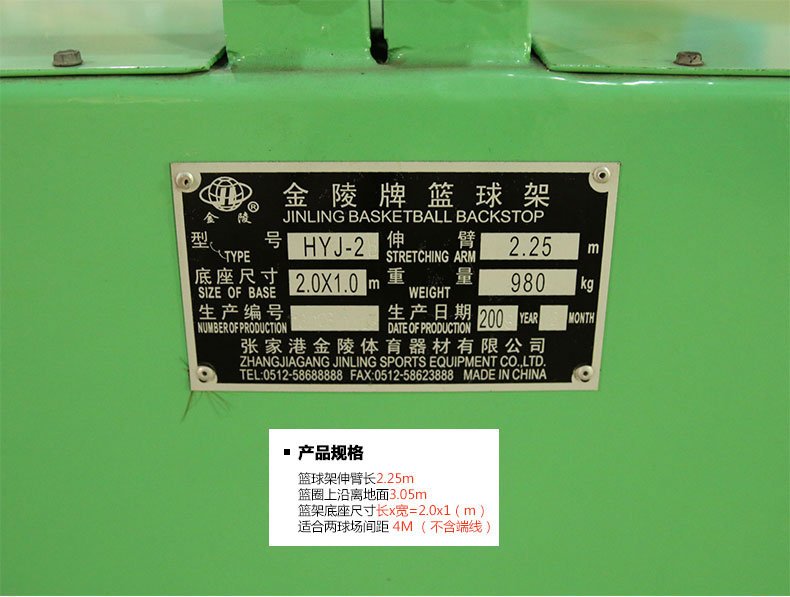 金陵®
金陵牌篮球架
JINLING BASKETBALL BACKSTOP
型号 HYJ-2 伸臂 2.25 m
TYPE STRETCHING ARM
底座尺寸 2.0X1.0 m 重量 980 kg
SIZE OF BASE WEIGHT
生产编号 生产日期 200 YEAR MONTH
NUMBER OF PRODUCTION DATE OF PRODUCTION
张家港金陵体育器材有限公司
ZHANGJIAGANG JINLING SPORTS EQUIPMENT CO.,LTD.
TEL:0512-58688888 FAX:0512-58623888 MADE IN CHINA
▪ 产品规格
篮球架伸臂长2.25m
篮圈上沿离地面3.05m
篮架底座尺寸长x宽=2.0x1（m）
适合两球场间距 4M （不含端线）